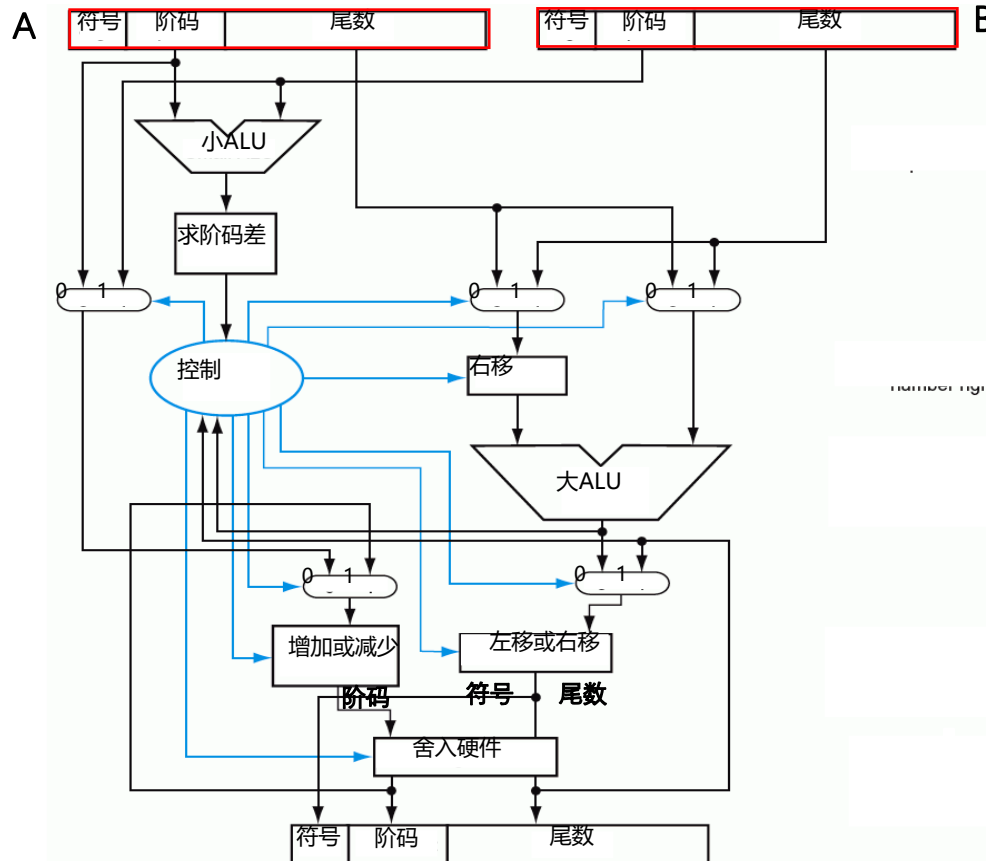 A 符号 阶码 尾数 符号 阶码 尾数 B
小ALU
求阶码差
0 1 0 1 0 1
控制 右移
大ALU
0 1 0 1
增加或减少 左移或右移
阶码 符号 尾数
舍入硬件
符号 阶码 尾数